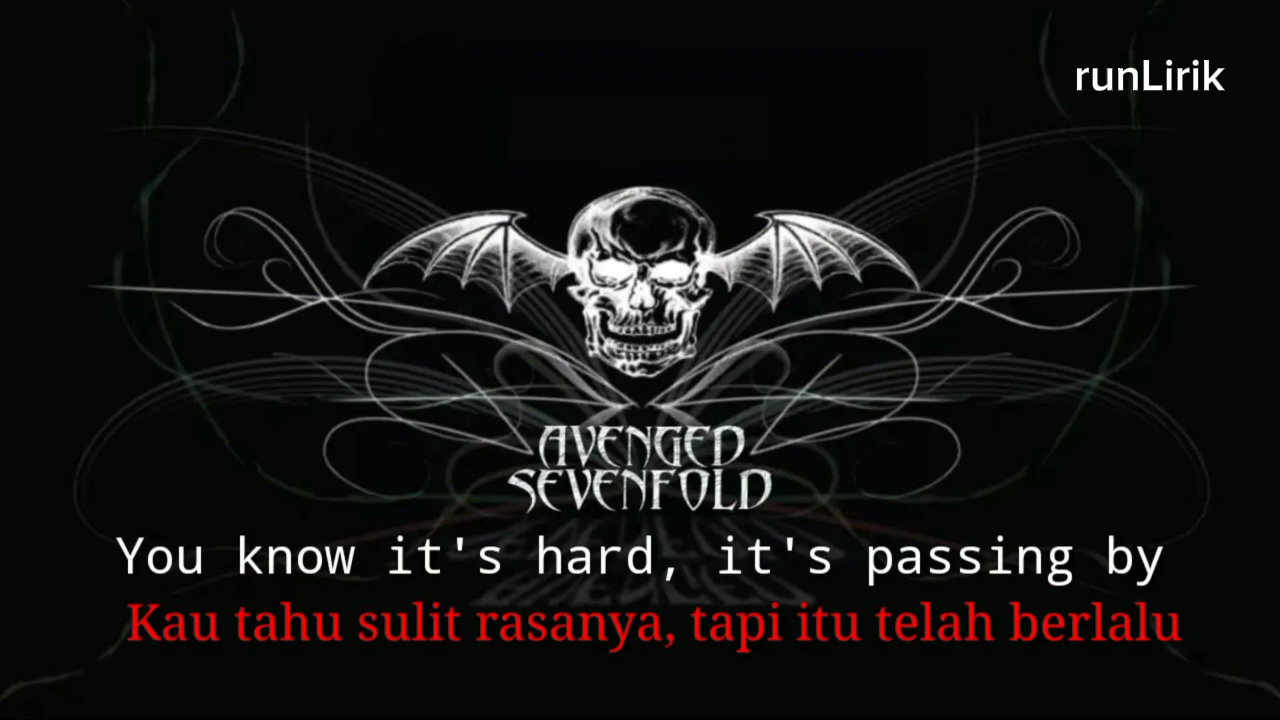 runLirik
AVENGED
SEVENFOLD
You know it's hard, it's passing by
Kau tahu sulit rasanya, tapi itu telah berlalu